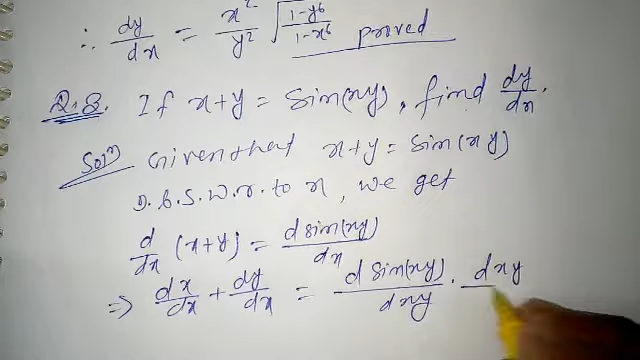 ∴ dy/dx = x²/y² √(1-y⁶/1-x⁶) proved
Q.8. If x+y = Sin(xy), find dy/dx.
Soln Given that x+y = Sin(xy)
D.B.S.W.r.to x, we get
d/dx (x+y) = d sin(xy)/dx
⇒ dx/dx + dy/dx = d Sin(xy)/dxy . dxy